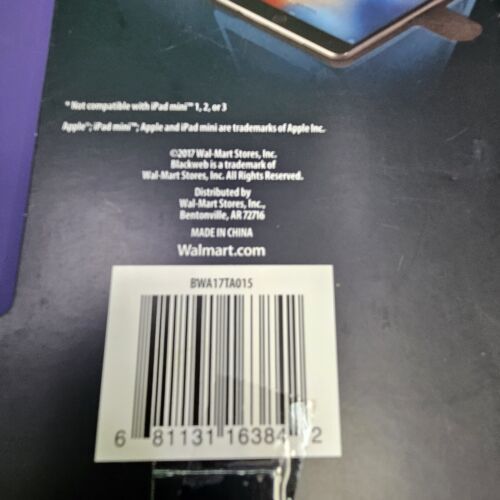 *Not compatible with iPad mini™ 1, 2, or 3
Apple®; iPad mini™; Apple and iPad mini are trademarks of Apple Inc.
©2017 Wal-Mart Stores, Inc.
Blackweb is a trademark of
Wal-Mart Stores, Inc. All Rights Reserved.
Distributed by
Wal-Mart Stores, Inc.,
Bentonville, AR 72716
MADE IN CHINA
Walmart.com
BWA17TA015
6 81131 16384 2